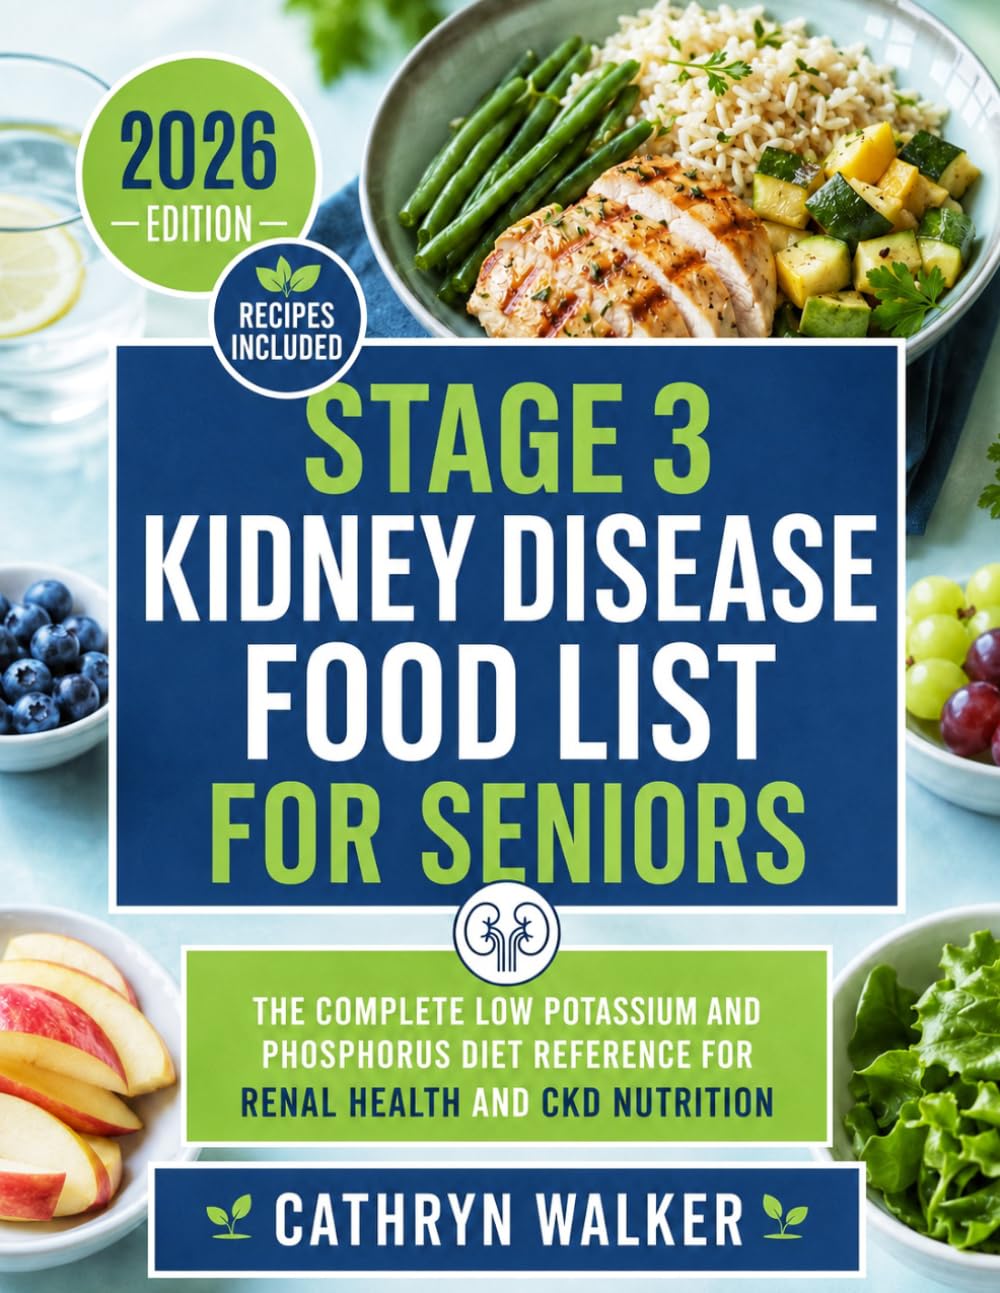 2026
EDITION
RECIPES
INCLUDED
STAGE 3
KIDNEY DISEASE
FOOD LIST
FOR SENIORS
THE COMPLETE LOW POTASSIUM AND
PHOSPHORUS DIET REFERENCE FOR
RENAL HEALTH AND CKD NUTRITION
CATHRYN WALKER